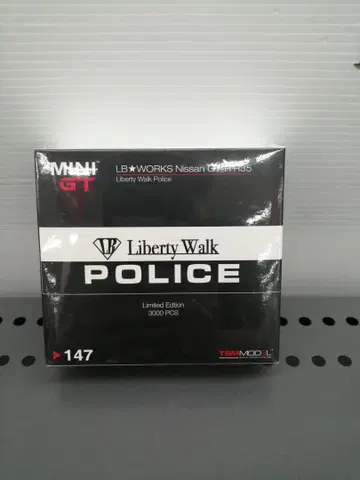 MINI GT
LB★WORKS Nissan GT-R R35
Liberty Walk Police
LB Liberty Walk
POLICE
Limited Edition
3000 PCS
147
TSMMODEL